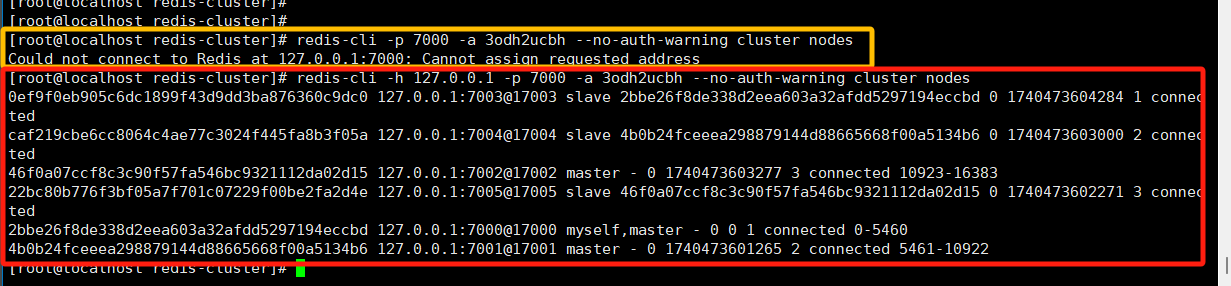 [root@localhost redis-cluster]#
[root@localhost redis-cluster]#
[root@localhost redis-cluster]# redis-cli -p 7000 -a 3odh2ucbh --no-auth-warning cluster nodes
Could not connect to Redis at 127.0.0.1:7000: Cannot assign requested address
[root@localhost redis-cluster]# redis-cli -h 127.0.0.1 -p 7000 -a 3odh2ucbh --no-auth-warning cluster nodes
0ef9f0eb905c6dc1899f43d9dd3ba876360c9dc0 127.0.0.1:7003@17003 slave 2bbe26f8de338d2eea603a32afdd5297194eccbd 0 1740473604284 1 connec
ted
caf219cbe6cc8064c4ae77c3024f445fa8b3f05a 127.0.0.1:7004@17004 slave 4b0b24fceeea298879144d88665668f00a5134b6 0 1740473603000 2 connec
ted
46f0a07ccf8c3c90f57fa546bc9321112da02d15 127.0.0.1:7002@17002 master - 0 1740473603277 3 connected 10923-16383
22bc80b776f3bf05a7f701c07229f00be2fa2d4e 127.0.0.1:7005@17005 slave 46f0a07ccf8c3c90f57fa546bc9321112da02d15 0 1740473602271 3 connec
ted
2bbe26f8de338d2eea603a32afdd5297194eccbd 127.0.0.1:7000@17000 myself,master - 0 0 1 connected 0-5460
4b0b24fceeea298879144d88665668f00a5134b6 127.0.0.1:7001@17001 master - 0 1740473601265 2 connected 5461-10922
[root@localhost redis-cluster]#